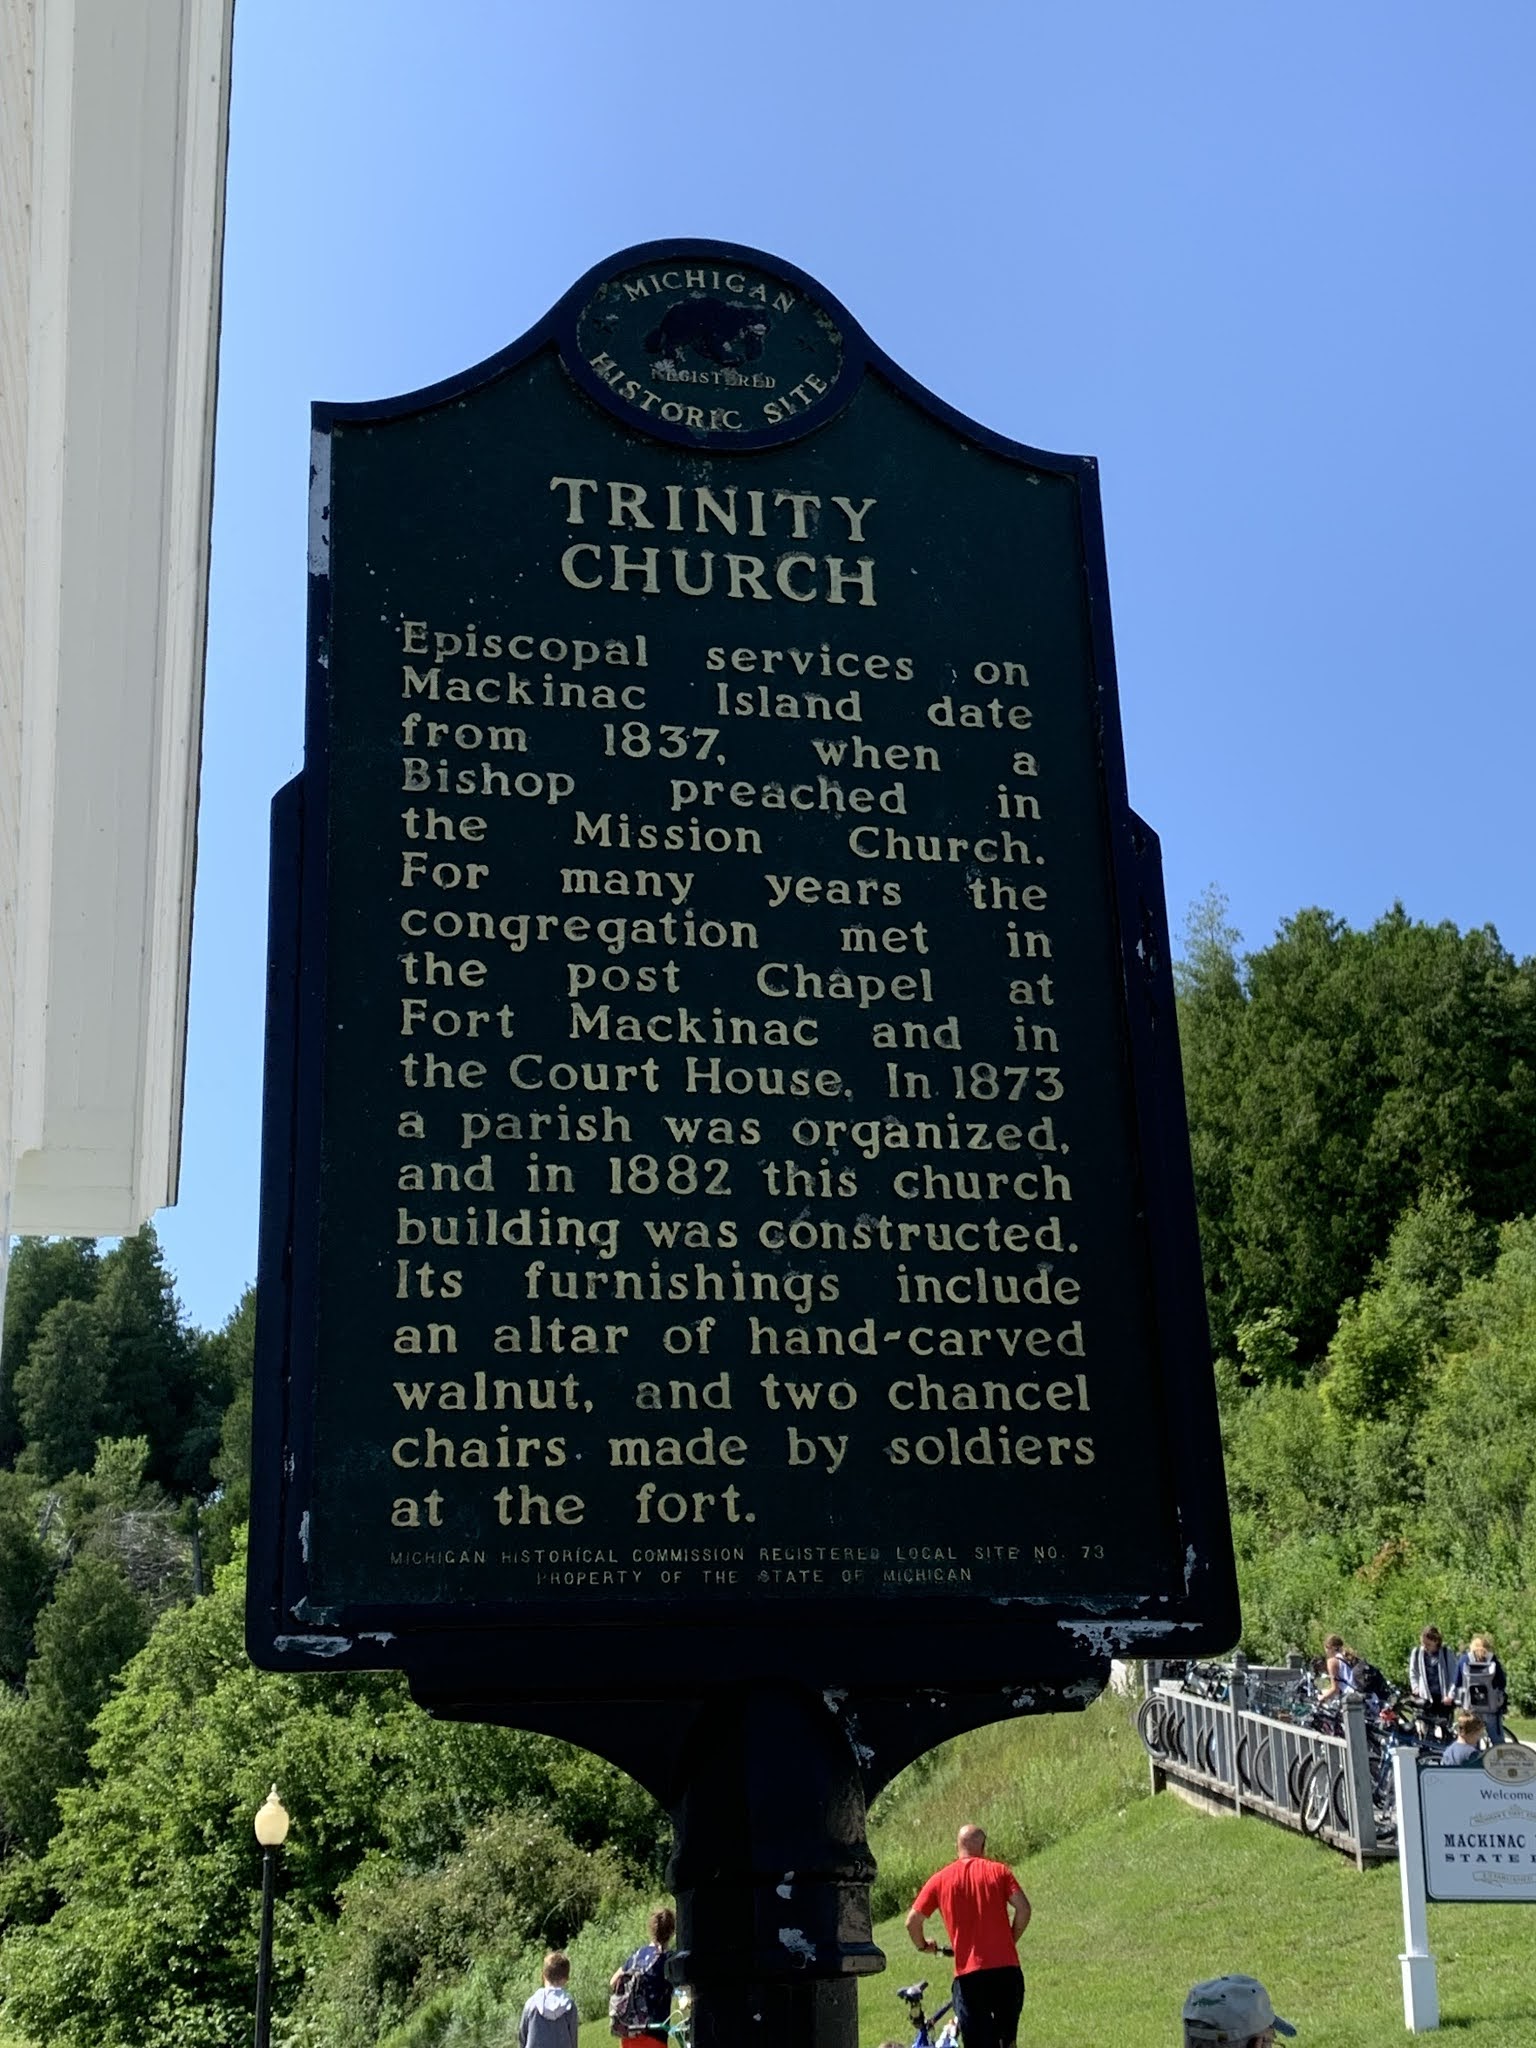 MICHIGAN
REGISTERED
HISTORIC SITE
TRINITY
CHURCH
Episcopal services on
Mackinac Island date
from 1837, when a
Bishop preached in
the Mission Church.
For many years the
congregation met in
the post Chapel at
Fort Mackinac and in
the Court House. In 1873
a parish was organized,
and in 1882 this church
building was constructed.
Its furnishings include
an altar of hand-carved
walnut, and two chancel
chairs made by soldiers
at the fort.
MICHIGAN HISTORICAL COMMISSION REGISTERED LOCAL SITE NO. 73
PROPERTY OF THE STATE OF MICHIGAN
Welcome
MACKINAC
STATE